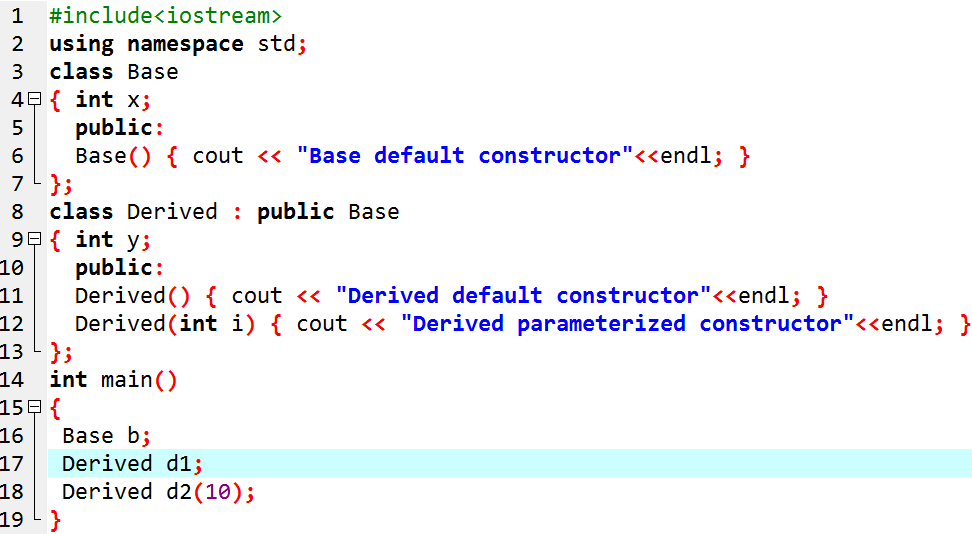 1 #include<iostream>
2 using namespace std;
3 class Base
4 { int x;
5 public:
6 Base() { cout << "Base default constructor"<<endl; }
7 };
8 class Derived : public Base
9 { int y;
10 public:
11 Derived() { cout << "Derived default constructor"<<endl; }
12 Derived(int i) { cout << "Derived parameterized constructor"<<endl; }
13 };
14 int main()
15 {
16 Base b;
17 Derived d1;
18 Derived d2(10);
19 }